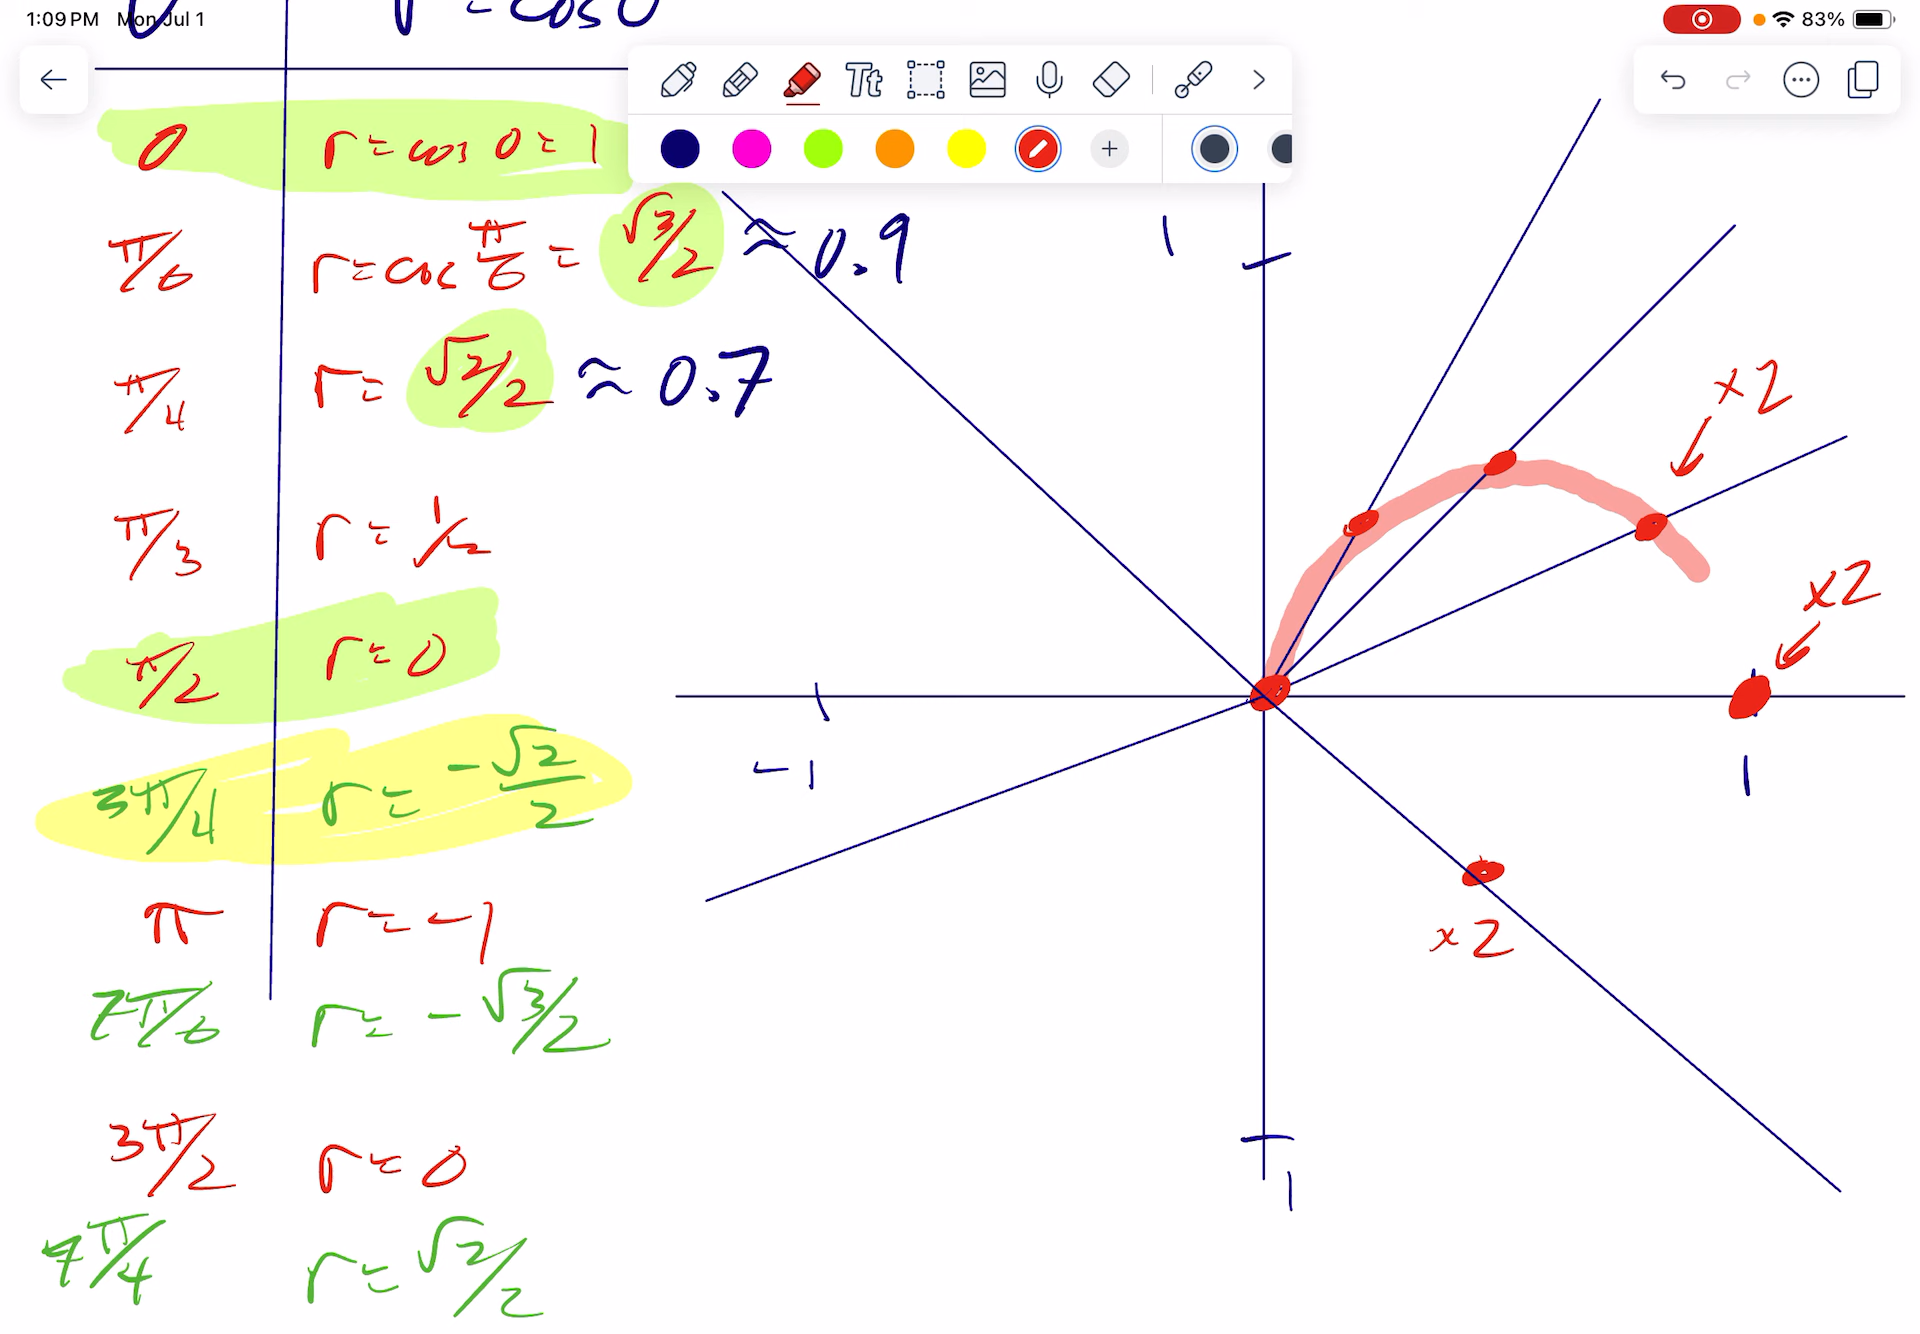 1:09 PM Mon Jul 1
83%
θ r = cos θ
Tt
0 r = cos 0 = 1
π/6 r = cos π/6 = √3/2 ≈ 0.9
π/4 r = √2/2 ≈ 0.7
π/3 r = 1/2
π/2 r = 0
3π/4 r = -√2/2
π r = -1
7π/6 r = -√3/2
3π/2 r = 0
7π/4 r = √2/2
1
x2
x2
-1
1
x2
1